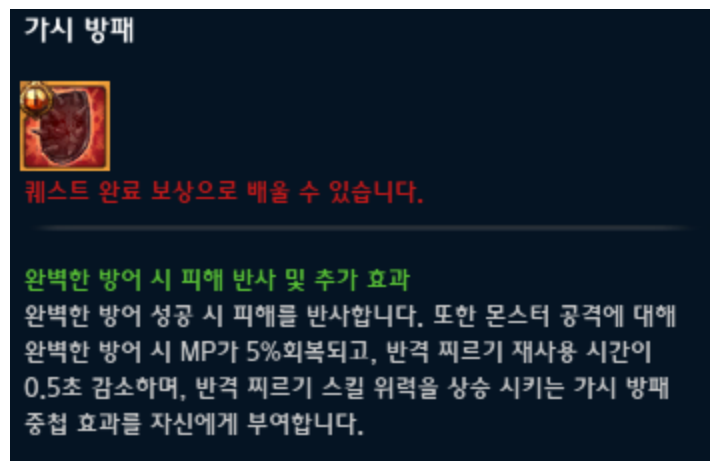 가시 방패
퀘스트 완료 보상으로 배울 수 있습니다.
완벽한 방어 시 피해 반사 및 추가 효과
완벽한 방어 성공 시 피해를 반사합니다. 또한 몬스터 공격에 대해
완벽한 방어 시 MP가 5%회복되고, 반격 찌르기 재사용 시간이
0.5초 감소하며, 반격 찌르기 스킬 위력을 상승 시키는 가시 방패
중첩 효과를 자신에게 부여합니다.